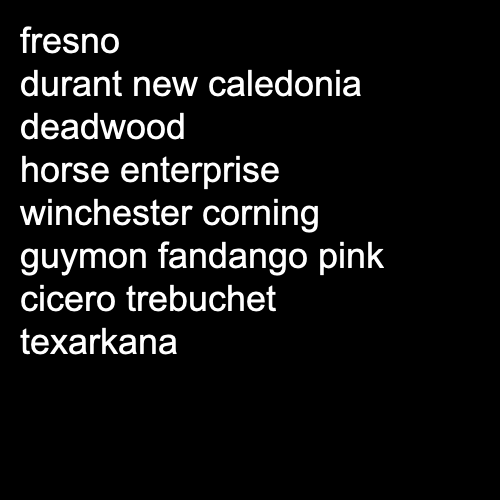 fresno
durant new caledonia
deadwood
horse enterprise
winchester corning
guymon fandango pink
cicero trebuchet
texarkana